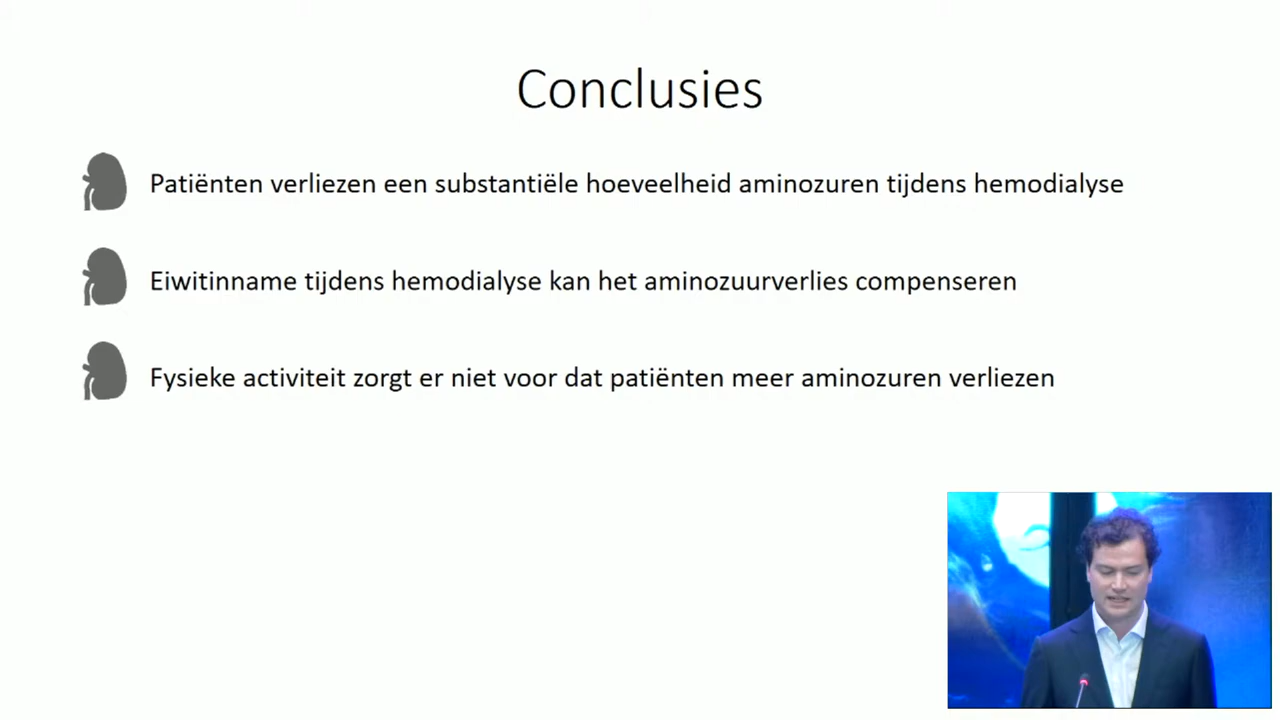 Conclusies
Patiënten verliezen een substantiële hoeveelheid aminozuren tijdens hemodialyse
Eiwitinname tijdens hemodialyse kan het aminozuurverlies compenseren
Fysieke activiteit zorgt er niet voor dat patiënten meer aminozuren verliezen